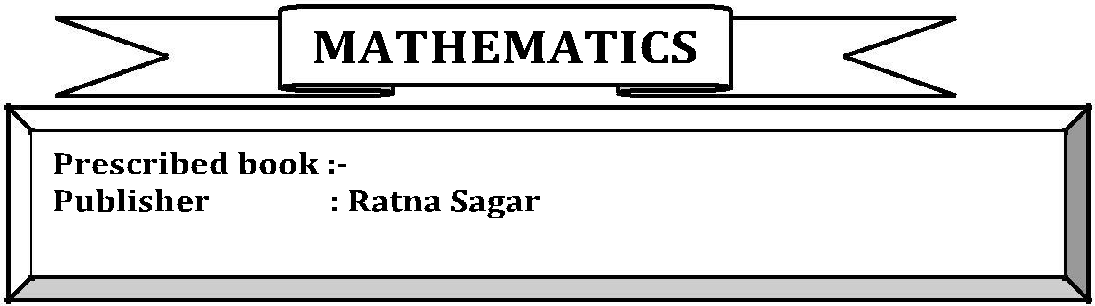 MATHEMATICS
Prescribed book :-
Publisher : Ratna Sagar